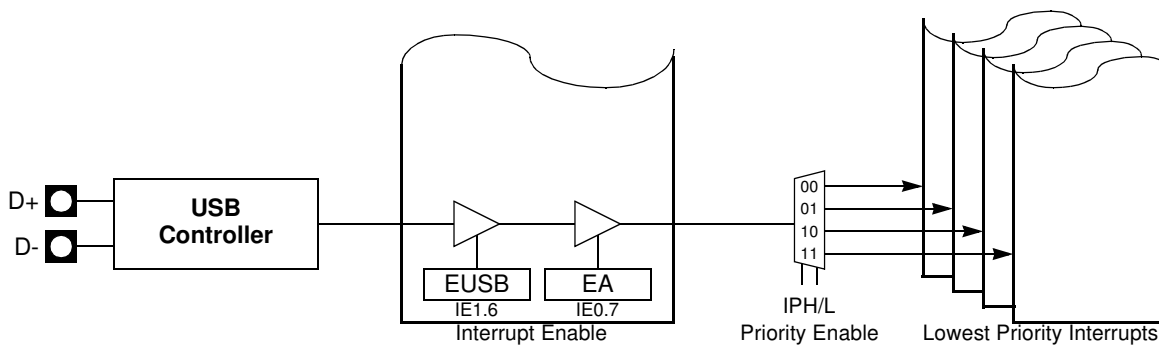 D+
D-
USB
Controller
EUSB
IE1.6
EA
IE0.7
Interrupt Enable
00
01
10
11
IPH/L
Priority Enable
Lowest Priority Interrupts